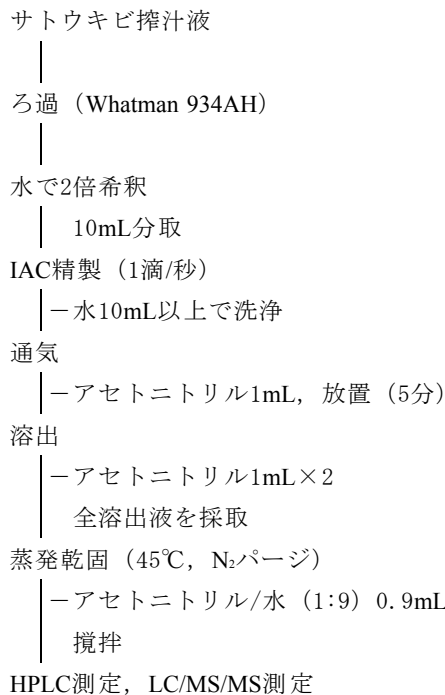 サトウキビ搾汁液
ろ過（Whatman 934AH）
水で2倍希釈
10mL分取
IAC精製（1滴/秒）
－水10mL以上で洗浄
通気
－アセトニトリル1mL，放置（5分）
溶出
－アセトニトリル1mL×2
全溶出液を採取
蒸発乾固（45℃，N₂パージ）
－アセトニトリル/水（1:9）0.9mL
撹拌
HPLC測定，LC/MS/MS測定